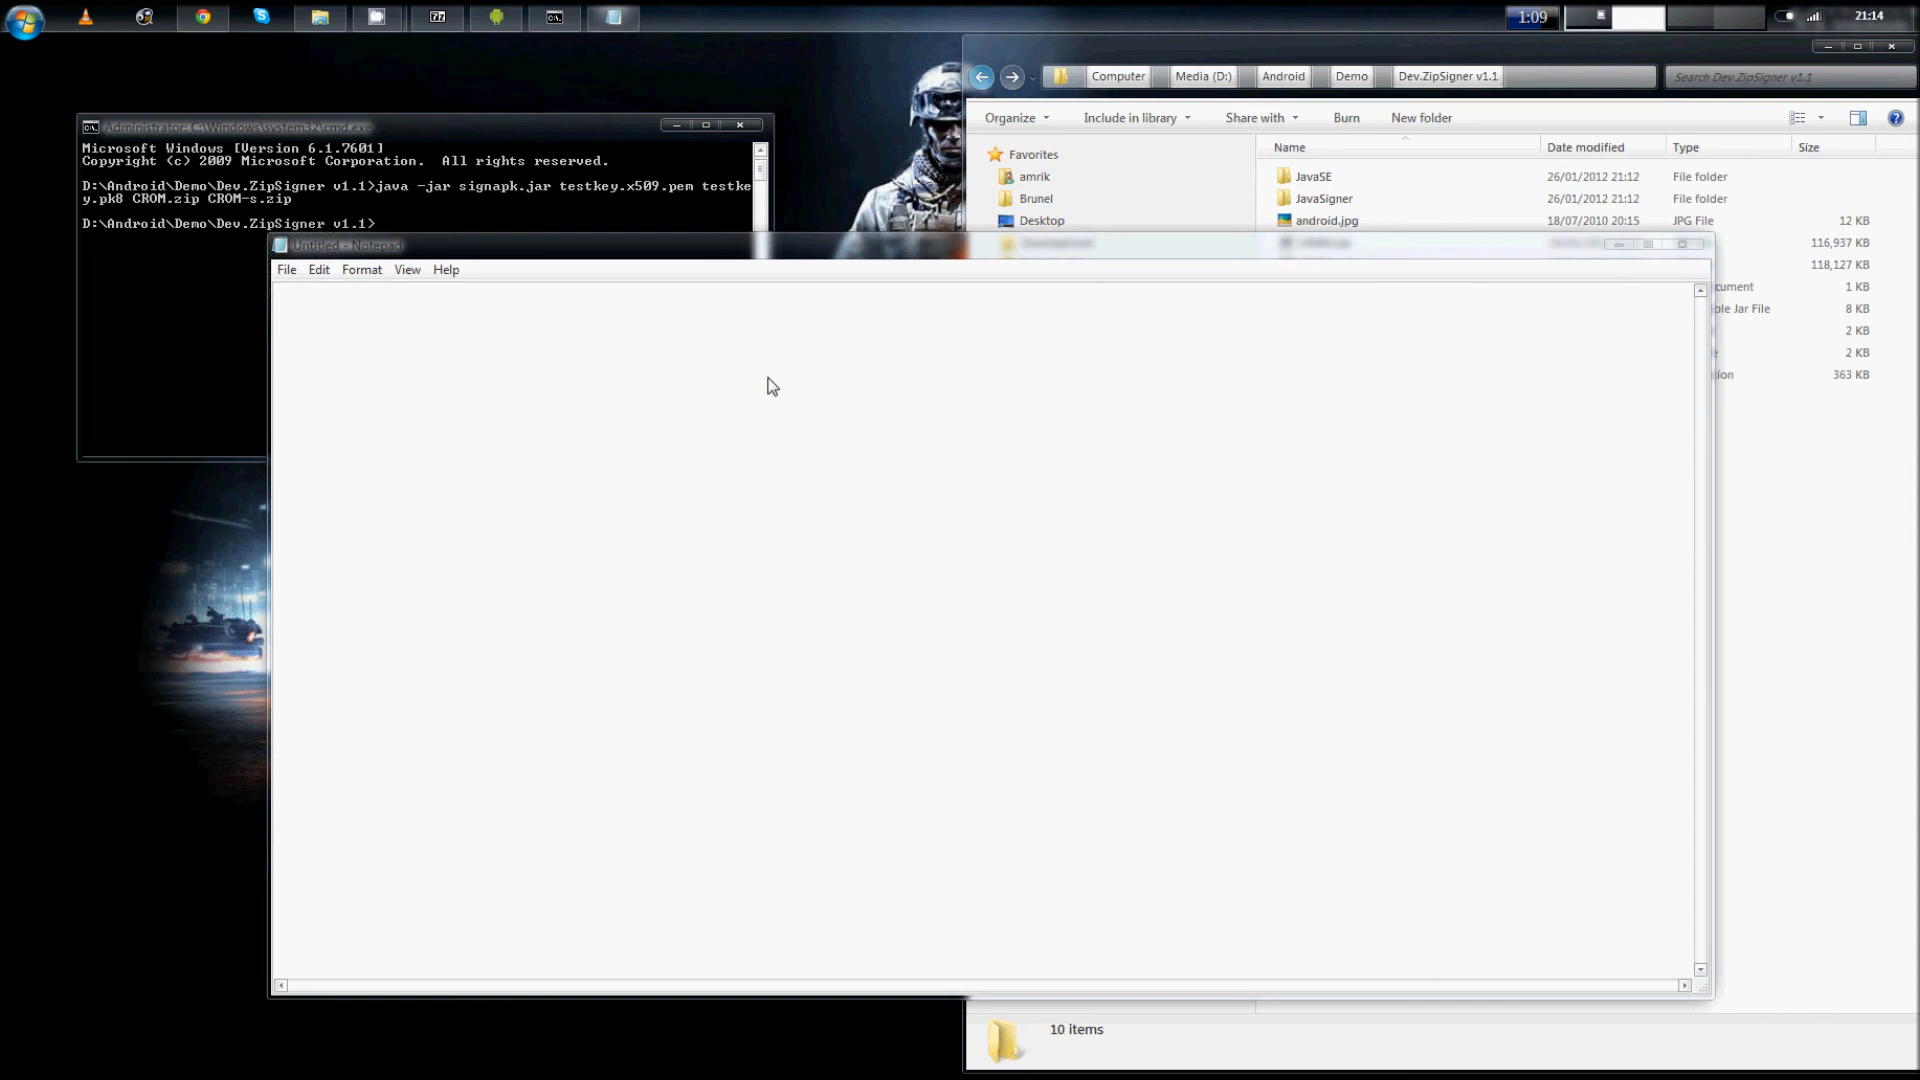 1:09
21:14
Computer
Media (D:)
Android
Demo
Dev.ZipSigner v1.1
Search Dev.ZipSigner v1.1
Organize
Include in library
Share with
Burn
New folder
Administrator: C:\Windows\system32\cmd.exe
Microsoft Windows [Version 6.1.7601]
Copyright (c) 2009 Microsoft Corporation.  All rights reserved.
D:\Android\Demo\Dev.ZipSigner v1.1>java -jar signapk.jar testkey.x509.pem testke
y.pk8 CROM.zip CROM-s.zip
D:\Android\Demo\Dev.ZipSigner v1.1>
Name Date modified Type Size
Favorites
amrik
Brunel
Desktop
JavaSE 26/01/2012 21:12 File folder
JavaSigner 26/01/2012 21:12 File folder
android.jpg 18/07/2010 20:15 JPG File 12 KB
116,937 KB
118,127 KB
cument 1 KB
ble Jar File 8 KB
2 KB
2 KB
tion 363 KB
Untitled - Notepad
File Edit Format View Help
10 items